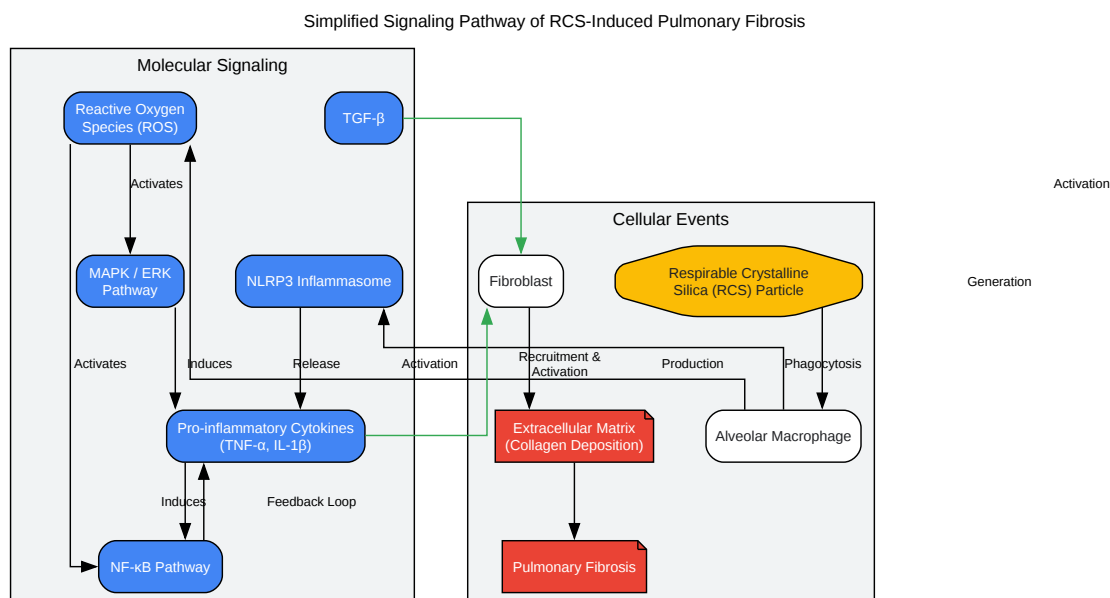 Simplified Signaling Pathway of RCS-Induced Pulmonary Fibrosis
Molecular Signaling
Reactive Oxygen
Species (ROS)
TGF-β
Activates
Activation
Cellular Events
MAPK / ERK
Pathway
NLRP3 Inflammasome
Fibroblast
Respirable Crystalline
Silica (RCS) Particle
Generation
Activates
Induces
Release
Activation
Recruitment &
Activation
Production
Phagocytosis
Pro-inflammatory Cytokines
(TNF-α, IL-1β)
Extracellular Matrix
(Collagen Deposition)
Alveolar Macrophage
Induces
Feedback Loop
NF-κB Pathway
Pulmonary Fibrosis